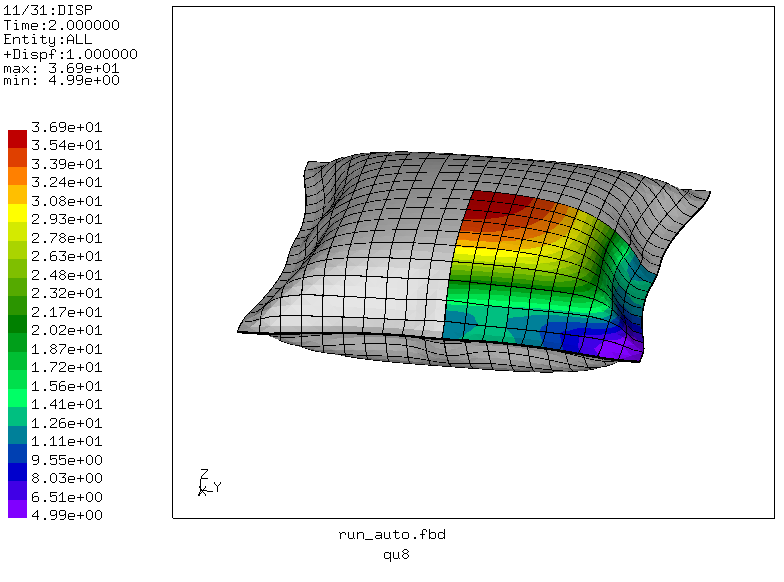 11/31:DISP
Time:2.000000
Entity:ALL
+Dispf:1.000000
max: 3.69e+01
min: 4.99e+00
3.69e+01
3.54e+01
3.39e+01
3.24e+01
3.08e+01
2.93e+01
2.78e+01
2.63e+01
2.48e+01
2.32e+01
2.17e+01
2.02e+01
1.87e+01
1.72e+01
1.56e+01
1.41e+01
1.26e+01
1.11e+01
9.55e+00
8.03e+00
6.51e+00
4.99e+00
Z
Y
X
run_auto.fbd
qu8